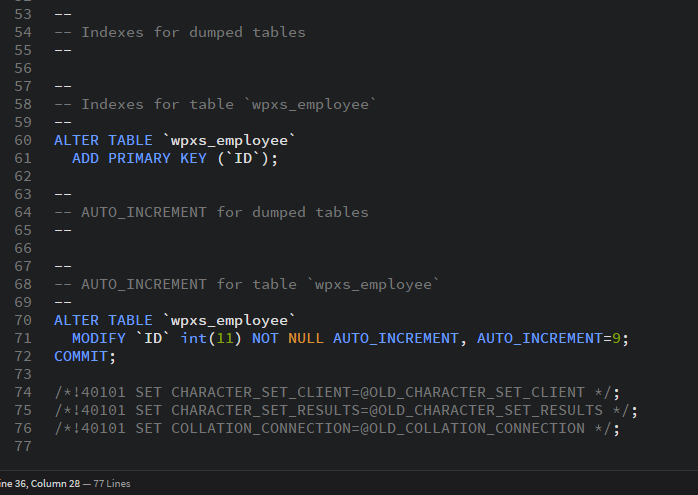 53 --
54 -- Indexes for dumped tables
55 --
56
57 --
58 -- Indexes for table `wpxs_employee`
59 --
60 ALTER TABLE `wpxs_employee`
61   ADD PRIMARY KEY (`ID`);
62
63 --
64 -- AUTO_INCREMENT for dumped tables
65 --
66
67 --
68 -- AUTO_INCREMENT for table `wpxs_employee`
69 --
70 ALTER TABLE `wpxs_employee`
71   MODIFY `ID` int(11) NOT NULL AUTO_INCREMENT, AUTO_INCREMENT=9;
72 COMMIT;
73
74 /*!40101 SET CHARACTER_SET_CLIENT=@OLD_CHARACTER_SET_CLIENT */;
75 /*!40101 SET CHARACTER_SET_RESULTS=@OLD_CHARACTER_SET_RESULTS */;
76 /*!40101 SET COLLATION_CONNECTION=@OLD_COLLATION_CONNECTION */;
77
ne 36, Column 28 — 77 Lines